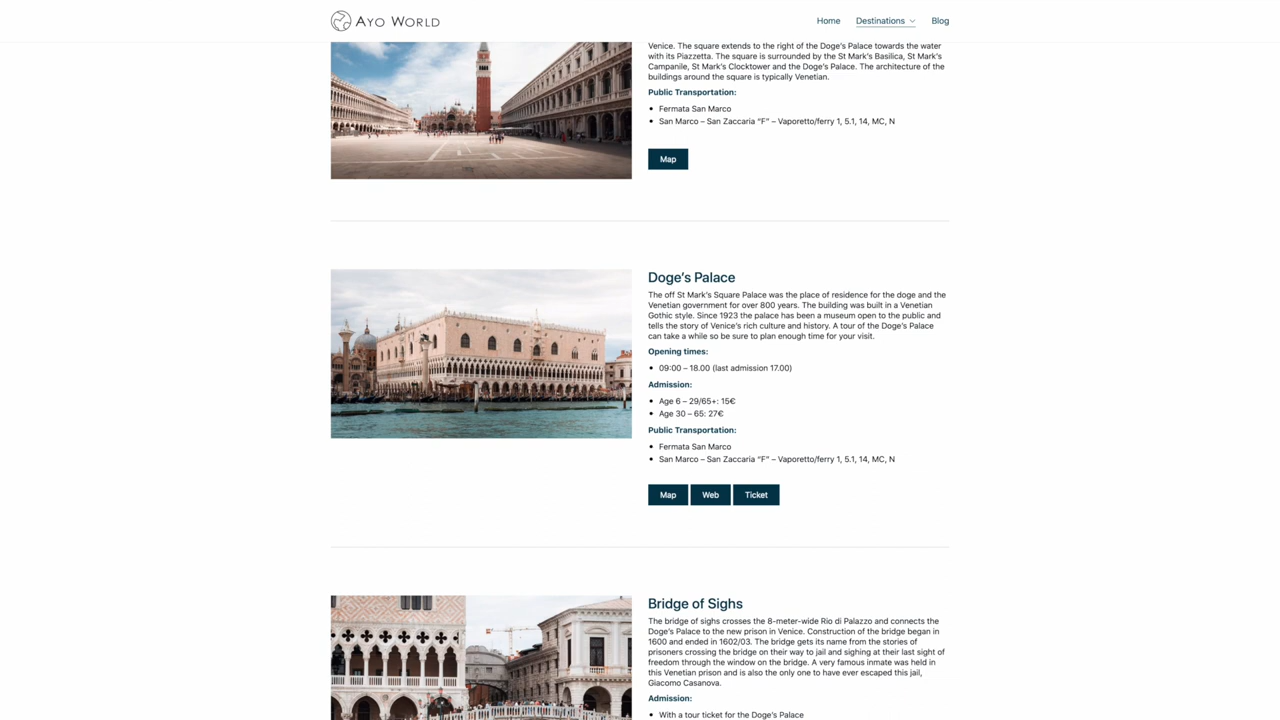 AYO WORLD
Home
Destinations
Blog
Venice. The square extends to the right of the Doge's Palace towards the water
with its Piazzetta. The square is surrounded by the St Mark's Basilica, St Mark's
Campanile, St Mark's Clocktower and the Doge's Palace. The architecture of the
buildings around the square is typically Venetian.
Public Transportation:
• Fermata San Marco
• San Marco – San Zaccaria “F” – Vaporetto/ferry 1, 5.1, 14, MC, N
Map
Doge's Palace
The off St Mark's Square Palace was the place of residence for the doge and the
Venetian government for over 800 years. The building was built in a Venetian
Gothic style. Since 1923 the palace has been a museum open to the public and
tells the story of Venice's rich culture and history. A tour of the Doge's Palace
can take a while so be sure to plan enough time for your visit.
Opening times:
• 09:00 – 18.00 (last admission 17.00)
Admission:
• Age 6 – 29/65+: 15€
• Age 30 – 65: 27€
Public Transportation:
• Fermata San Marco
• San Marco – San Zaccaria “F” – Vaporetto/ferry 1, 5.1, 14, MC, N
Map
Web
Ticket
Bridge of Sighs
The bridge of sighs crosses the 8-meter-wide Rio di Palazzo and connects the
Doge's Palace to the new prison in Venice. Construction of the bridge began in
1600 and ended in 1602/03. The bridge gets its name from the stories of
prisoners crossing the bridge on their way to jail and sighing at their last sight of
freedom through the window on the bridge. A very famous inmate was held in
this Venetian prison and is also the only one to have ever escaped this jail,
Giacomo Casanova.
Admission:
• With a tour ticket for the Doge's Palace